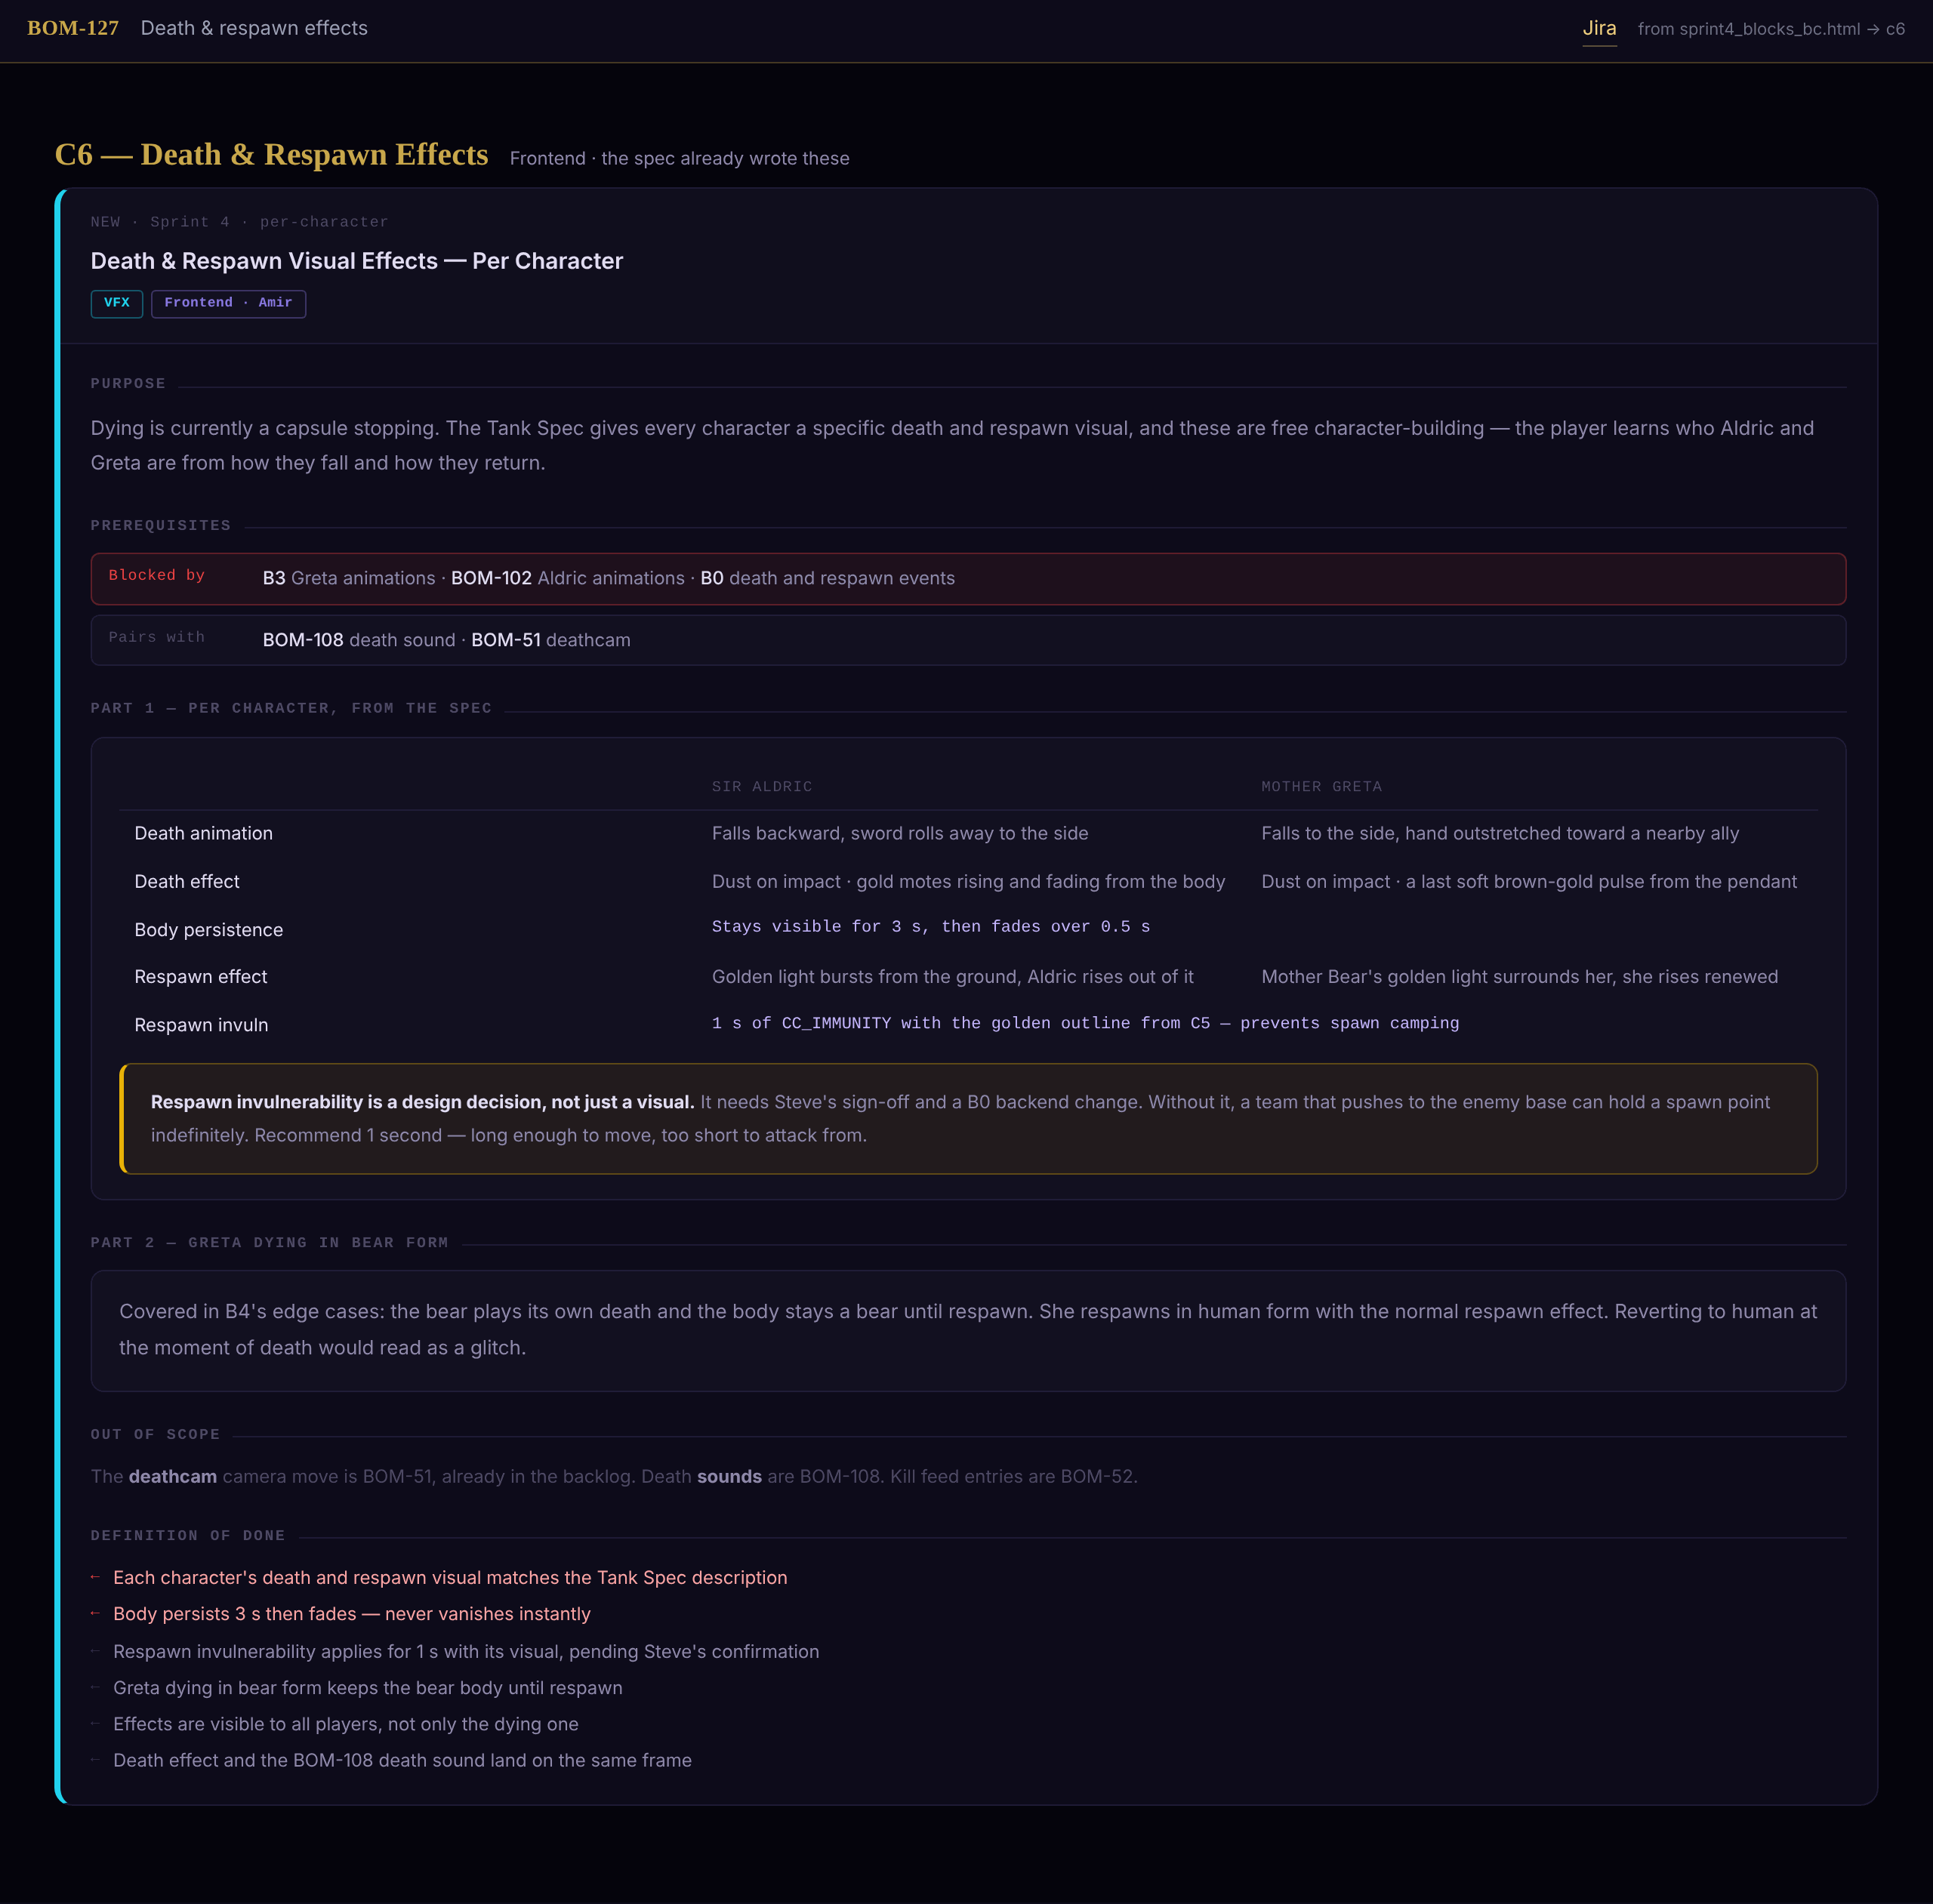 BOM-127 Death & respawn effects Jira from sprint4_blocks_bc.html → c6
C6 — Death & Respawn Effects Frontend · the spec already wrote these
NEW · Sprint 4 · per-character
Death & Respawn Visual Effects — Per Character
VFX Frontend · Amir
PURPOSE
Dying is currently a capsule stopping. The Tank Spec gives every character a specific death and respawn visual, and these are free character-building — the player learns who Aldric and
Greta are from how they fall and how they return.
PREREQUISITES
Blocked by B3 Greta animations · BOM-102 Aldric animations · B0 death and respawn events
Pairs with BOM-108 death sound · BOM-51 deathcam
PART 1 — PER CHARACTER, FROM THE SPEC
SIR ALDRIC MOTHER GRETA
Death animation Falls backward, sword rolls away to the side Falls to the side, hand outstretched toward a nearby ally
Death effect Dust on impact · gold motes rising and fading from the body Dust on impact · a last soft brown-gold pulse from the pendant
Body persistence Stays visible for 3 s, then fades over 0.5 s
Respawn effect Golden light bursts from the ground, Aldric rises out of it Mother Bear's golden light surrounds her, she rises renewed
Respawn invuln 1 s of CC_IMMUNITY with the golden outline from C5 — prevents spawn camping
Respawn invulnerability is a design decision, not just a visual. It needs Steve's sign-off and a B0 backend change. Without it, a team that pushes to the enemy base can hold a spawn point
indefinitely. Recommend 1 second — long enough to move, too short to attack from.
PART 2 — GRETA DYING IN BEAR FORM
Covered in B4's edge cases: the bear plays its own death and the body stays a bear until respawn. She respawns in human form with the normal respawn effect. Reverting to human at
the moment of death would read as a glitch.
OUT OF SCOPE
The deathcam camera move is BOM-51, already in the backlog. Death sounds are BOM-108. Kill feed entries are BOM-52.
DEFINITION OF DONE
← Each character's death and respawn visual matches the Tank Spec description
← Body persists 3 s then fades — never vanishes instantly
← Respawn invulnerability applies for 1 s with its visual, pending Steve's confirmation
← Greta dying in bear form keeps the bear body until respawn
← Effects are visible to all players, not only the dying one
← Death effect and the BOM-108 death sound land on the same frame